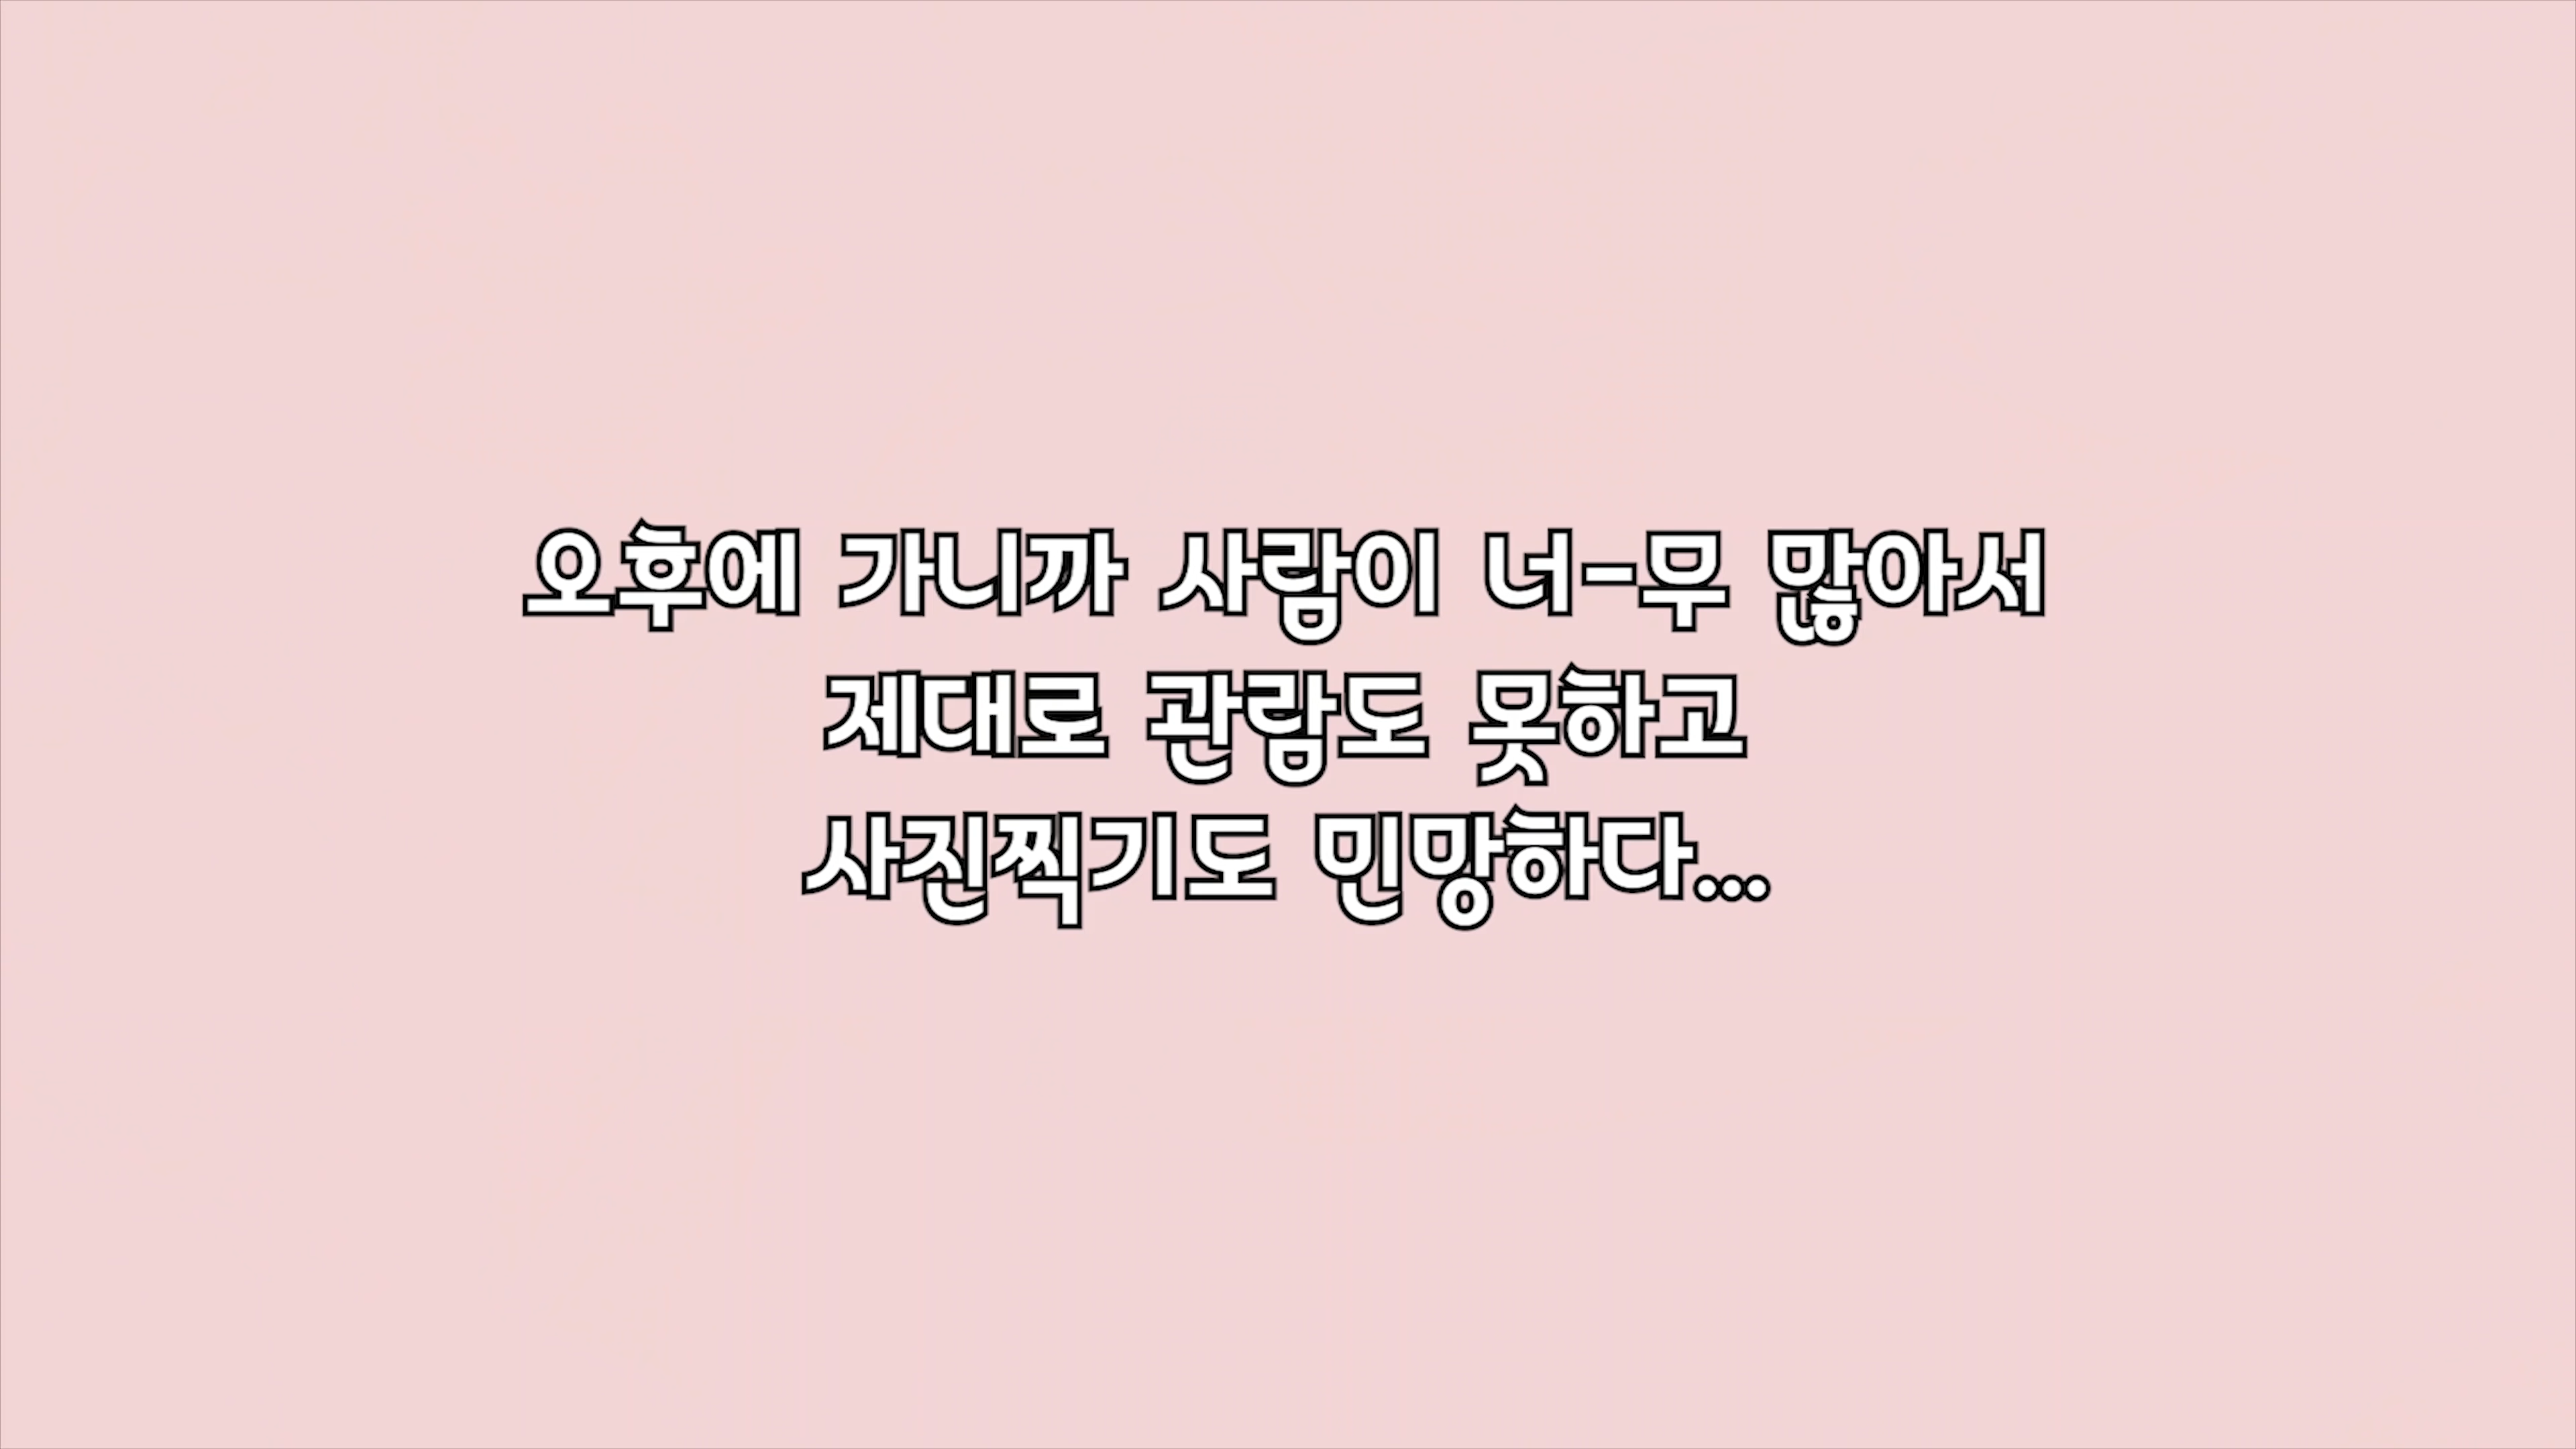 오후에 가니까 사람이 너-무 많아서
제대로 관람도 못하고
사진찍기도 민망하다...